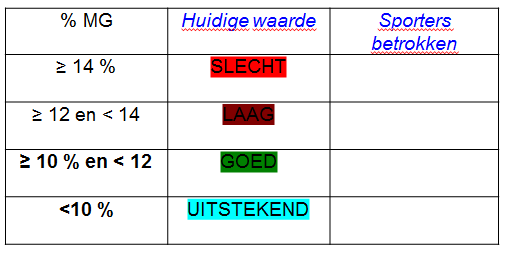 % MG Huidige waarde Sporters
betrokken
≥ 14 % SLECHT
≥ 12 en < 14 LAAG
≥ 10 % en < 12 GOED
<10 % UITSTEKEND